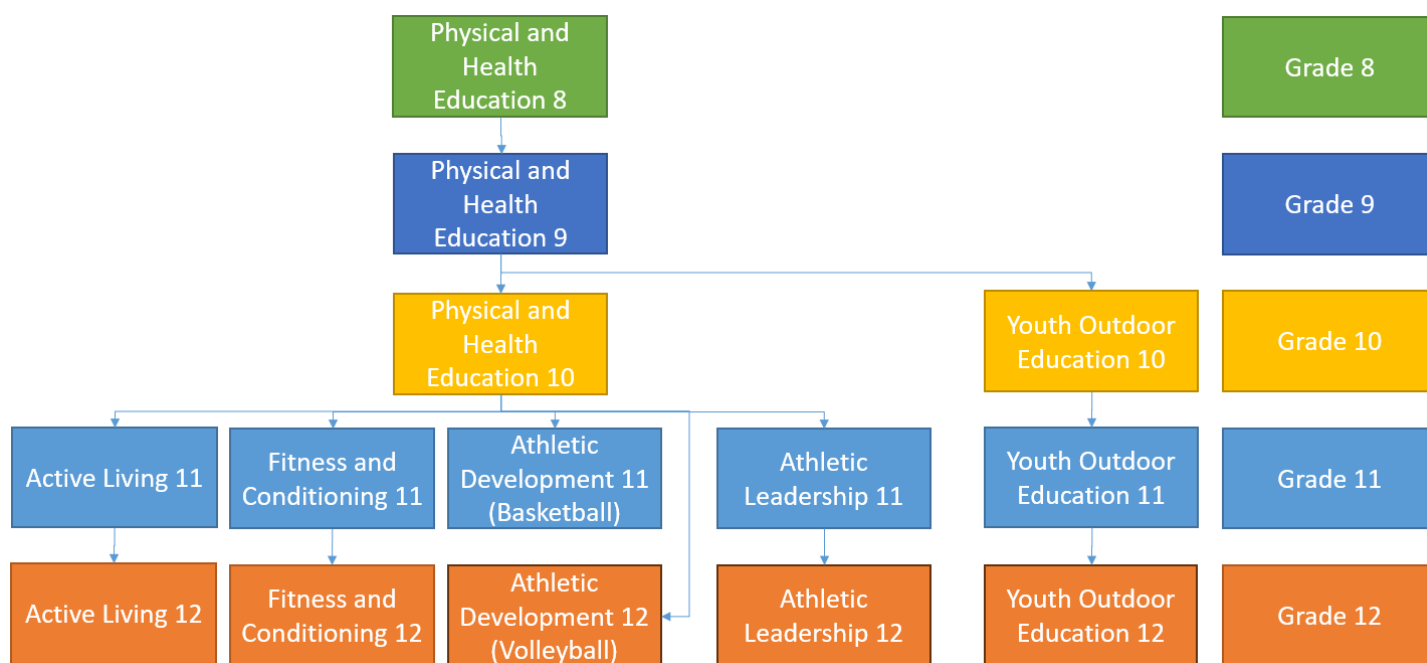 Physical and
Health
Education 8
Grade 8
Physical and
Health
Education 9
Grade 9
Physical and
Health
Education 10
Youth Outdoor
Education 10
Grade 10
Active Living 11
Fitness and
Conditioning 11
Athletic
Development 11
(Basketball)
Athletic
Leadership 11
Youth Outdoor
Education 11
Grade 11
Active Living 12
Fitness and
Conditioning 12
Athletic
Development 12
(Volleyball)
Athletic
Leadership 12
Youth Outdoor
Education 12
Grade 12